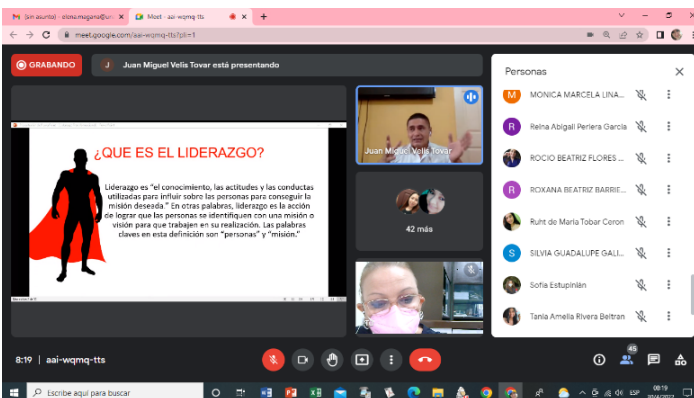 (sin asunto) - elena.magana@un
Meet - aai-wqmq-tts
meet.google.com/aai-wqmq-tts?pli=1
GRABANDO
J
Juan Miguel Velis Tovar está presentando
¿QUE ES EL LIDERAZGO?
Liderazgo es "el conocimiento, las actitudes y las conductas
utilizadas para influir sobre las personas para conseguir la
misión deseada." En otras palabras, liderazgo es la acción
de lograr que las personas se identifiquen con una misión o
visión para que trabajen en su realización. Las palabras
claves en esta definición son "personas" y "misión."
Juan Miguel Velis Tovar
42 más
Personas
M
MONICA MARCELA LINA...
R
Reina Abigail Perlera Garcia
ROCIO BEATRIZ FLORES ...
R
ROXANA BEATRIZ BARRIE...
Ruht de Maria Tobar Ceron
S
SILVIA GUADALUPE GALI...
Sofia Estupinián
Tania Amelia Rivera Beltran
8:19 | aai-wqmq-tts
45
Escribe aquí para buscar
ESP
08:19